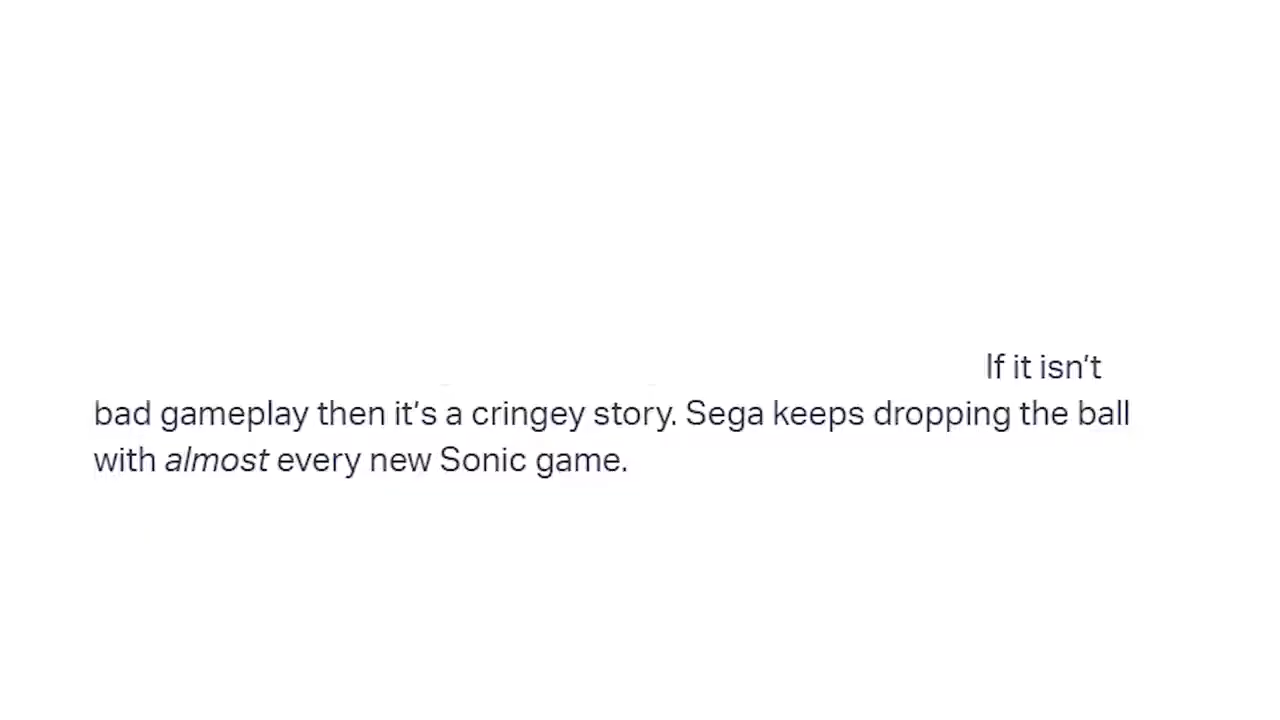 If it isn’t
bad gameplay then it’s a cringey story. Sega keeps dropping the ball
with almost every new Sonic game.